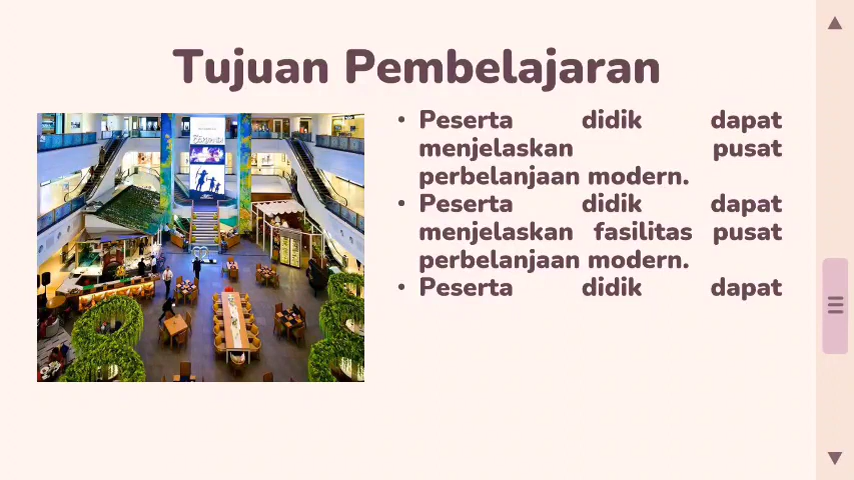 Tujuan Pembelajaran
• Peserta didik dapat
menjelaskan pusat
perbelanjaan modern.
• Peserta didik dapat
menjelaskan fasilitas pusat
perbelanjaan modern.
• Peserta didik dapat